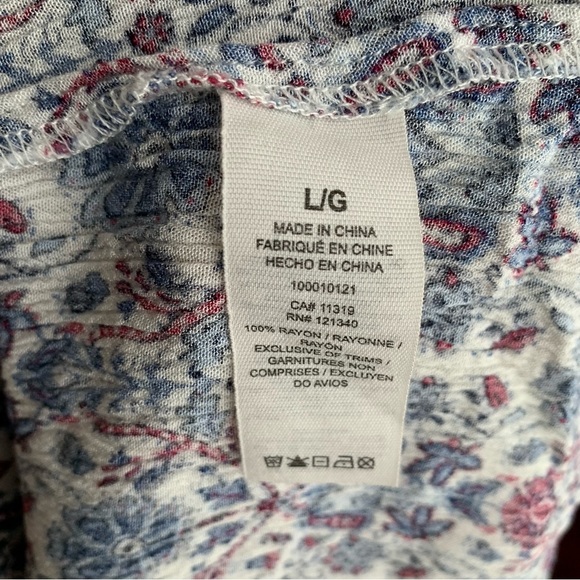 L/G
MADE IN CHINA
FABRIQUÉ EN CHINE
HECHO EN CHINA
100010121
CA# 11319
RN# 121340
100% RAYON / RAYONNE /
RAYON
EXCLUSIVE OF TRIMS /
GARNITURES NON
COMPRISES / EXCLUYEN
DO AVIOS